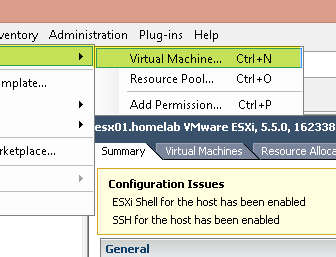 ventory Administration Plug-ins Help
Virtual Machine... Ctrl+N
emplate... Resource Pool... Ctrl+O
Add Permission... Ctrl+P
esx01.homelab VMware ESXi, 5.5.0, 162338
rketplace... Summary Virtual Machines Resource Alloca
Configuration Issues
ESXi Shell for the host has been enabled
SSH for the host has been enabled
General